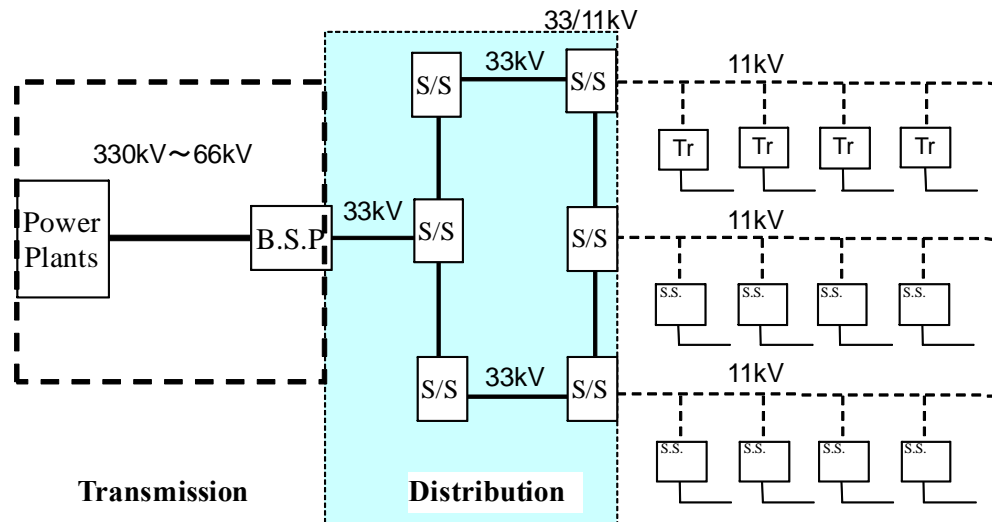 33/11kV
33kV
11kV
S/S
S/S
Tr
Tr
Tr
Tr
330kV～66kV
Power
Plants
B.S.P
33kV
S/S
S/S
11kV
S.S.
S.S.
S.S.
S.S.
S/S
33kV
S/S
11kV
S.S.
S.S.
S.S.
S.S.
Transmission
Distribution